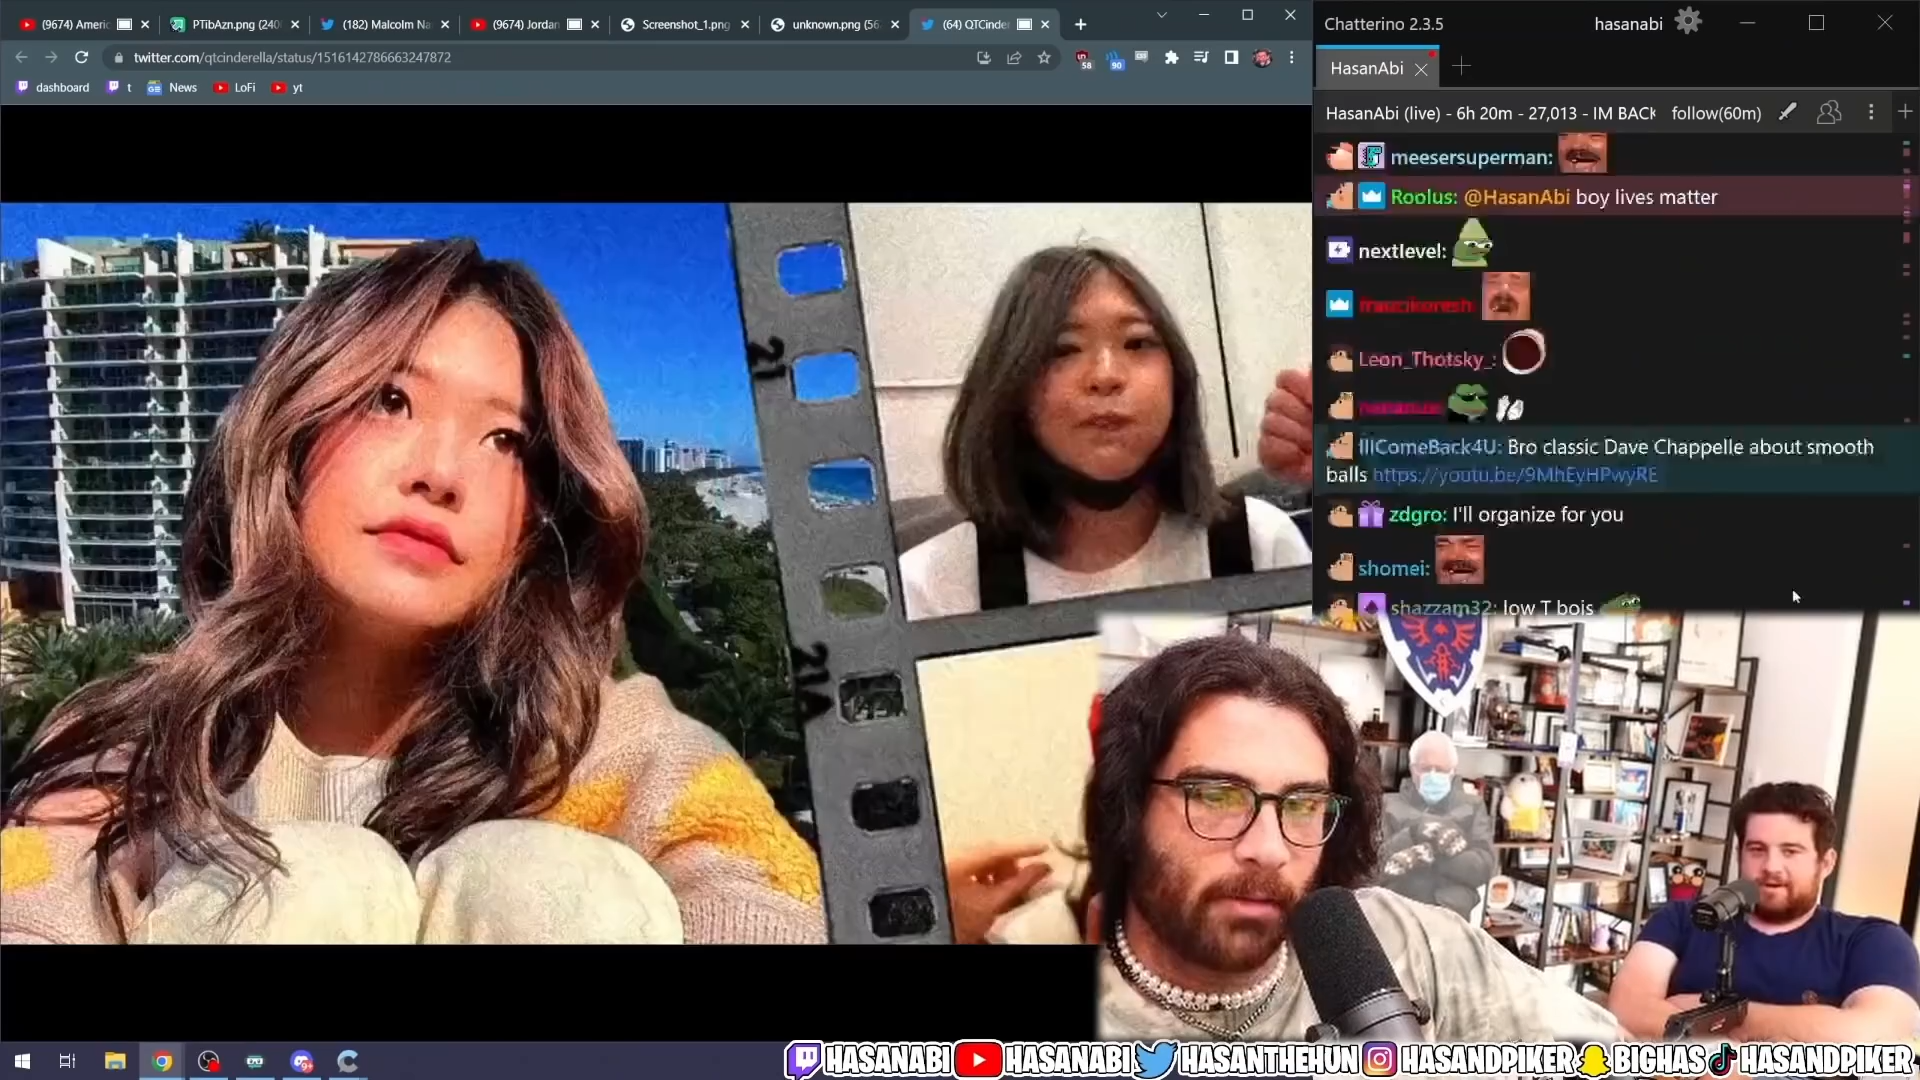 (9674) Americ
PTibAzn.png (240
(182) Malcolm Na
(9674) Jordan
Screenshot_1.png
unknown.png (56
(64) QTCinde
twitter.com/qtcinderella/status/1516142786663247872
58
90
dashboard
t
News
LoFi
yt
Chatterino 2.3.5
hasanabi
HasanAbi
HasanAbi (live) - 6h 20m - 27,013 - IM BACK
follow(60m)
meesersuperman:
Roolus: @HasanAbi boy lives matter
nextlevel:
Leon_Thotsky_:
IllComeBack4U: Bro classic Dave Chappelle about smooth
balls https://youtu.be/9MhEyHPwyRE
zdgro: I'll organize for you
shomei:
shazzam32: low T bois
21
21A
HASANABI
HASANABI
HASANTHEHUN
HASANDPIKER
BIGHAS
HASANDPIKER